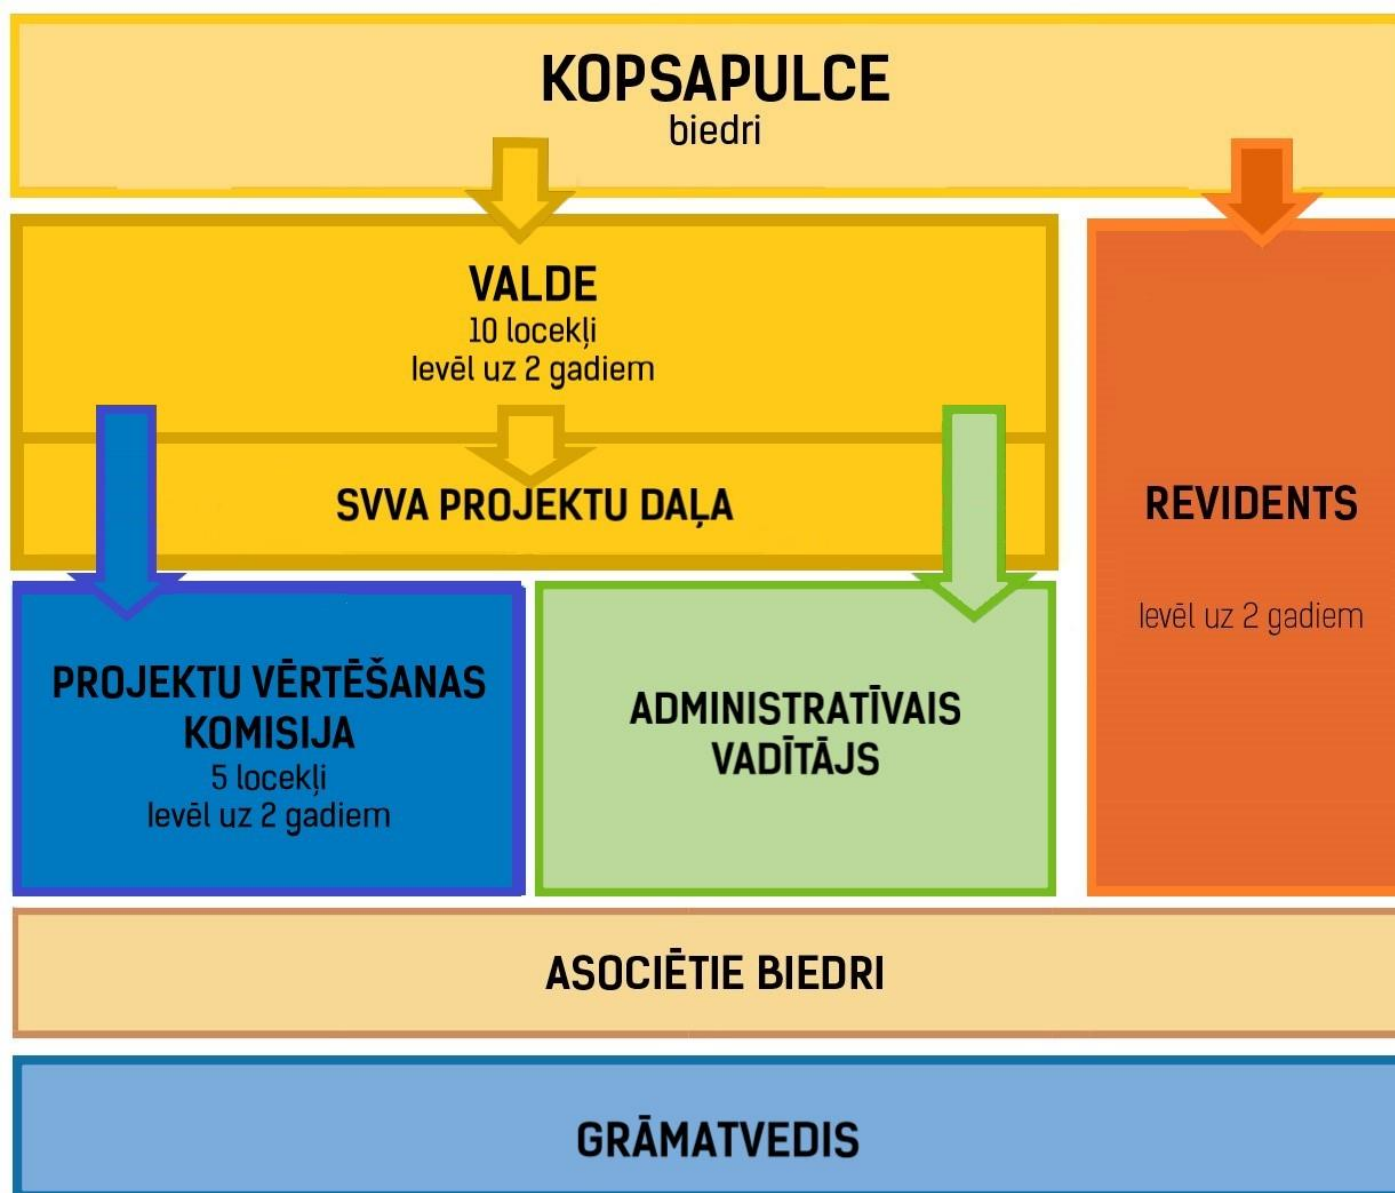 KOPSAPULCE
biedri
VALDE
10 locekļi
Ievēl uz 2 gadiem
SVVA PROJEKTU DAĻA
REVIDENTS
Ievēl uz 2 gadiem
PROJEKTU VĒRTĒŠANAS
KOMISIJA
5 locekļi
Ievēl uz 2 gadiem
ADMINISTRATĪVAIS
VADĪTĀJS
ASOCIĒTIE BIEDRI
GRĀMATVEDIS